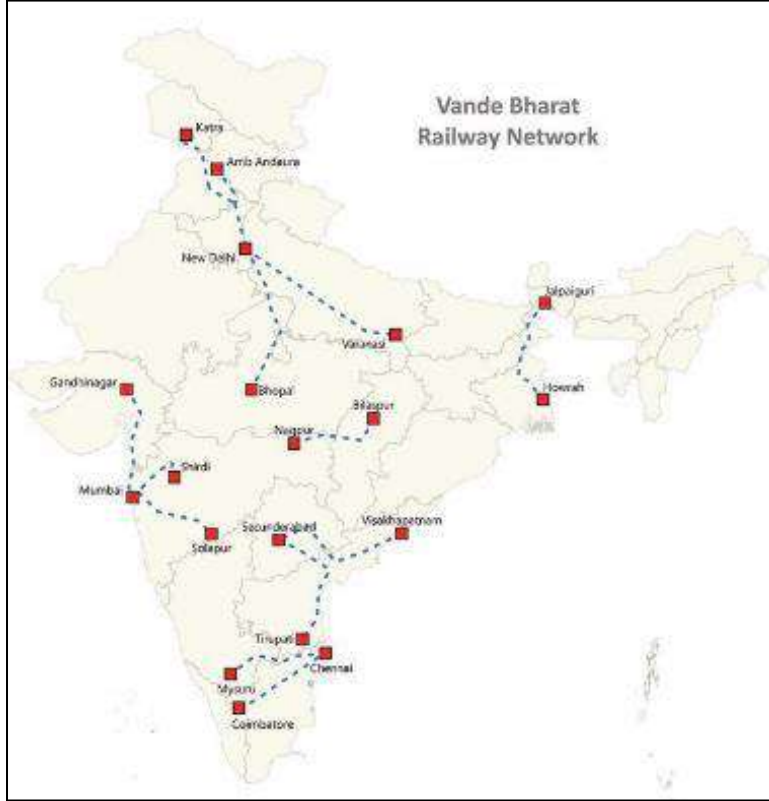 Vande Bharat
Railway Network
Katra
Amb Andaura
New Delhi
Jalpaiguri
Varanasi
Gandhinagar
Bhopal
Howrah
Bilaspur
Nagpur
Shirdi
Mumbai
Secunderabad
Visakhapatnam
Solapur
Tirupati
Chennai
Mysuru
Coimbatore